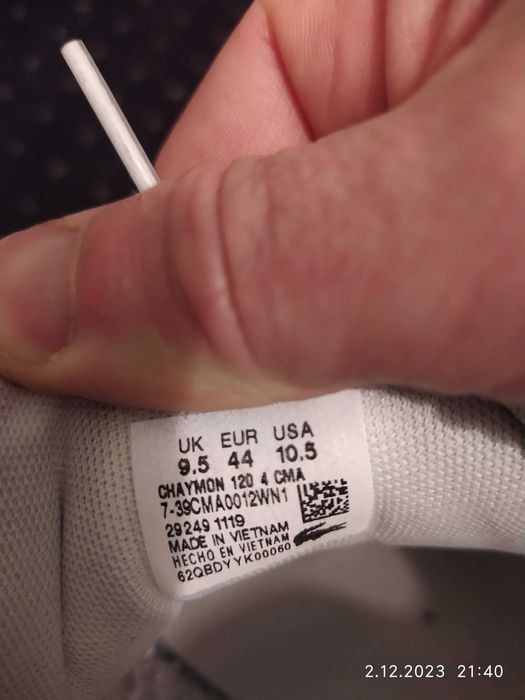 UK EUR USA
9.5 44 10.5
CHAYMON 120 4 CMA
7-39CMA0012WN1
29249 1119
MADE IN VIETNAM
HECHO EN VIETNAM
62QBDYYK00060
2.12.2023 21:40